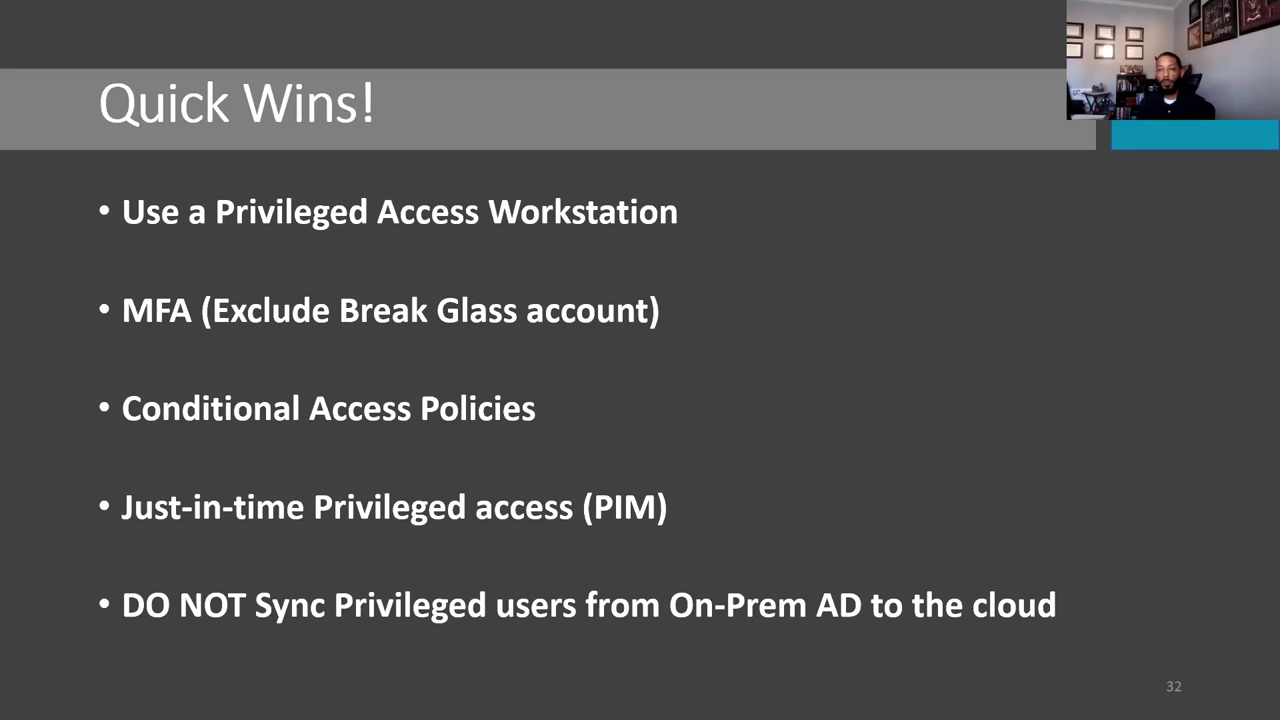 Quick Wins!
• Use a Privileged Access Workstation
• MFA (Exclude Break Glass account)
• Conditional Access Policies
• Just-in-time Privileged access (PIM)
• DO NOT Sync Privileged users from On-Prem AD to the cloud
32